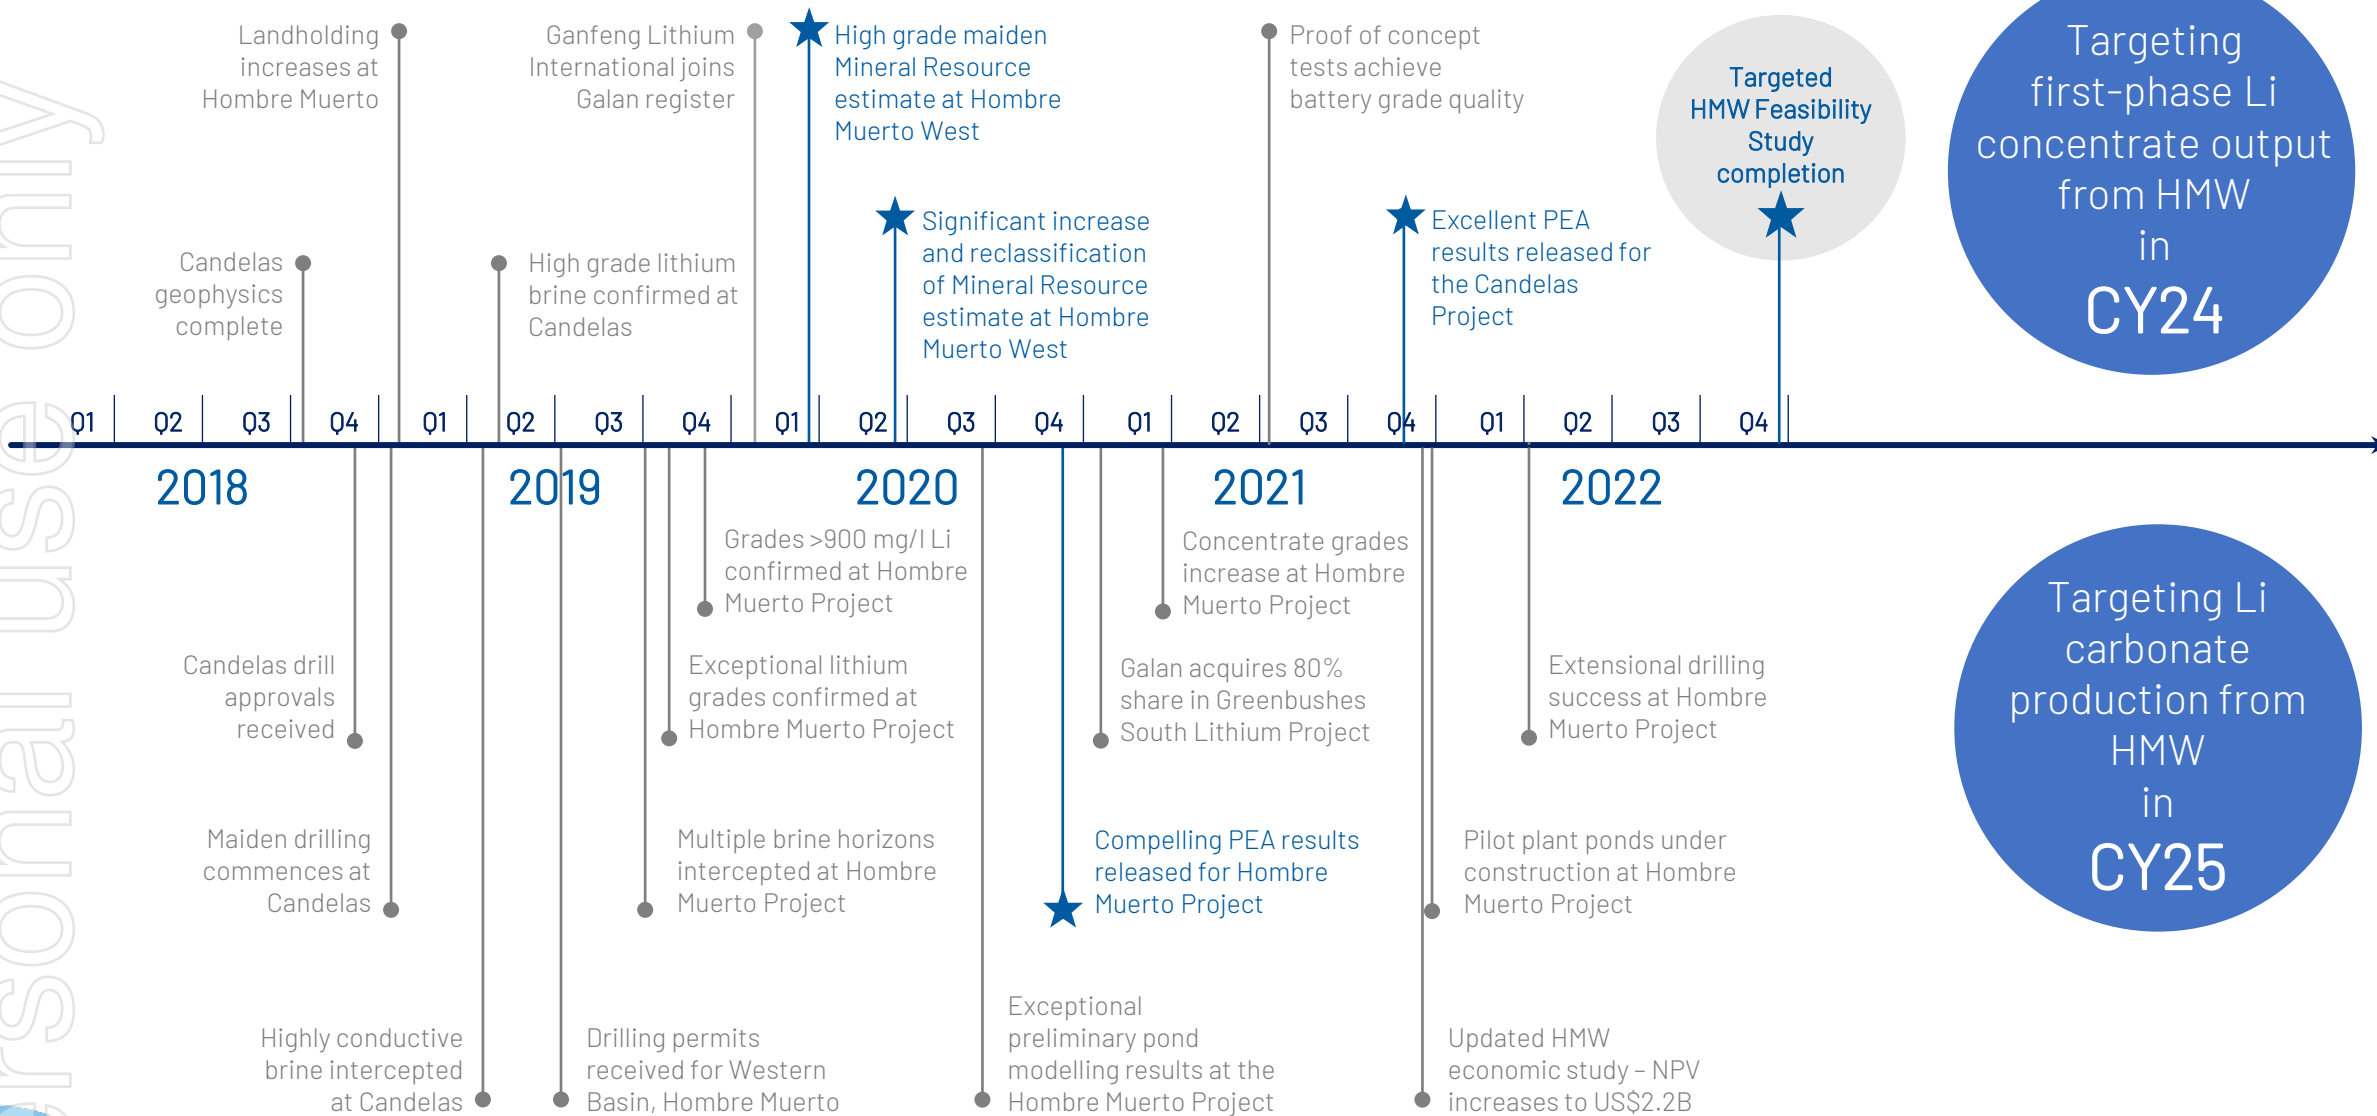 Landholding
increases at
Hombre Muerto
Ganfeng Lithium
International joins
Galan register
High grade maiden
Mineral Resource
estimate at Hombre
Muerto West
Proof of concept
tests achieve
battery grade quality
Targeted
HMW Feasibility
Study
completion
Targeting
first-phase Li
concentrate output
from HMW
in
CY24
Candelas
geophysics
complete
High grade lithium
brine confirmed at
Candelas
Significant increase
and reclassification
of Mineral Resource
estimate at Hombre
Muerto West
Excellent PEA
results released for
the Candelas
Project
Q1 Q2 Q3 Q4 Q1 Q2 Q3 Q4 Q1 Q2 Q3 Q4 Q1 Q2 Q3 Q4 Q1 Q2 Q3 Q4
2018 2019 2020 2021 2022
Grades >900 mg/l Li
confirmed at Hombre
Muerto Project
Concentrate grades
increase at Hombre
Muerto Project
Candelas drill
approvals
received
Exceptional lithium
grades confirmed at
Hombre Muerto Project
Galan acquires 80%
share in Greenbushes
South Lithium Project
Extensional drilling
success at Hombre
Muerto Project
Targeting Li
carbonate
production from
HMW
in
CY25
Maiden drilling
commences at
Candelas
Multiple brine horizons
intercepted at Hombre
Muerto Project
Compelling PEA results
released for Hombre
Muerto Project
Pilot plant ponds under
construction at Hombre
Muerto Project
Highly conductive
brine intercepted
at Candelas
Drilling permits
received for Western
Basin, Hombre Muerto
Exceptional
preliminary pond
modelling results at the
Hombre Muerto Project
Updated HMW
economic study – NPV
increases to US$2.2B
ersonal use only